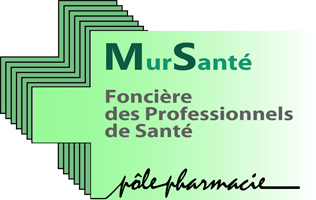 MurSanté
Foncière
des Professionnels
de Santé
pôle pharmacie